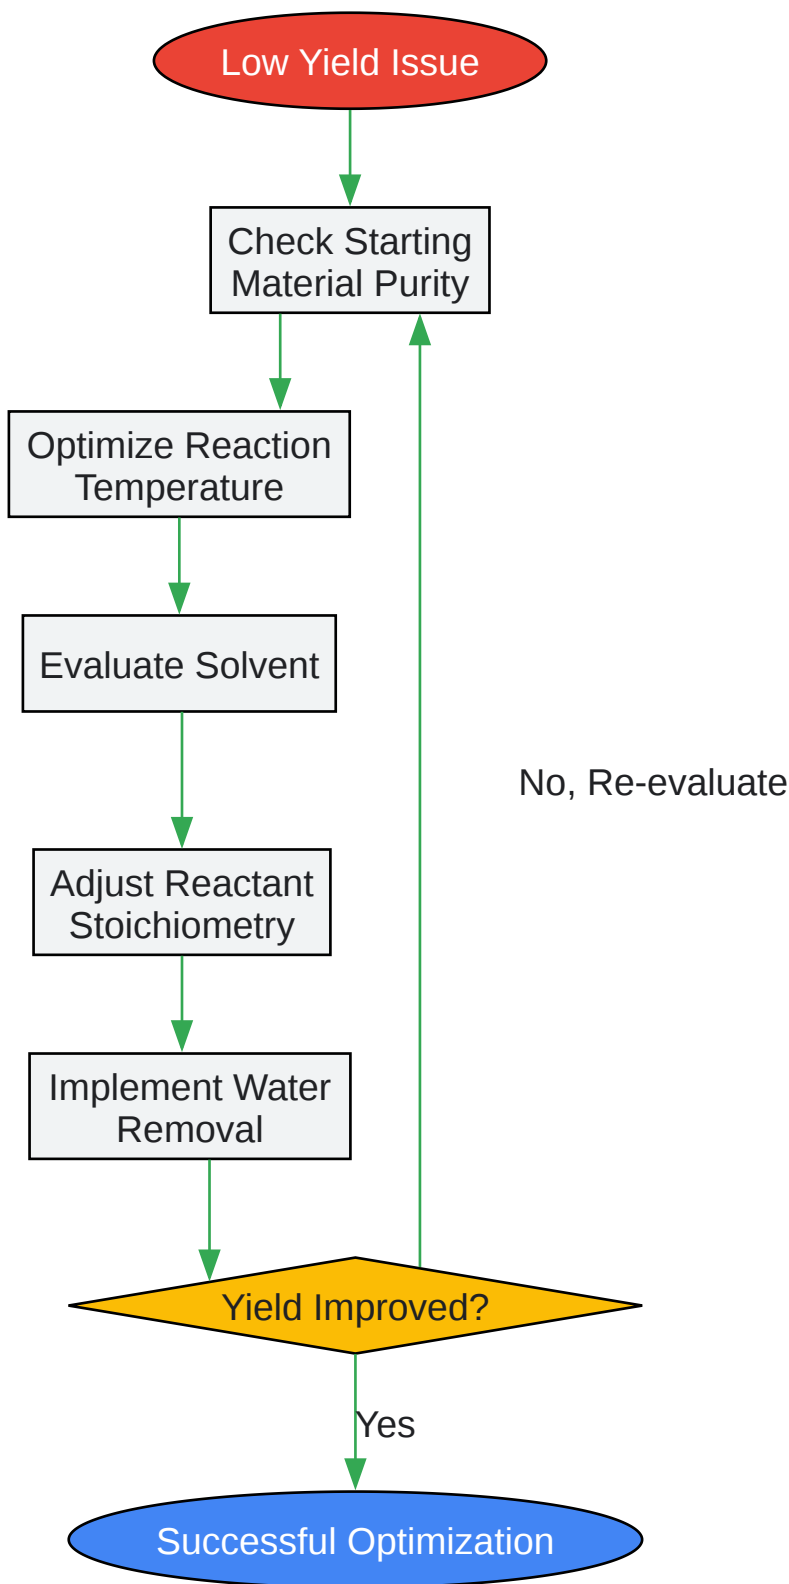 Low Yield Issue
Check Starting
Material Purity
Optimize Reaction
Temperature
Evaluate Solvent
No, Re-evaluate
Adjust Reactant
Stoichiometry
Implement Water
Removal
Yield Improved?
Yes
Successful Optimization